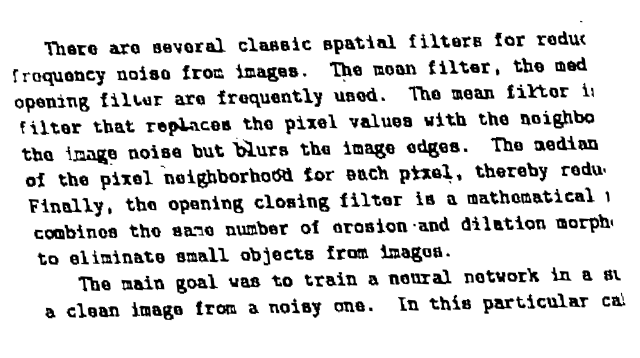 There are several classic spatial filters for reduc
frequency noise from images. The mean filter, the med
opening filter are frequently used. The mean filter is
filter that replaces the pixel values with the neighbo
the image noise but blurs the image edges. The median
of the pixel neighborhood for each pixel, thereby redu
Finally, the opening closing filter is a mathematical
combines the same number of erosion and dilation morph
to eliminate small objects from images.
The main goal was to train a neural network in a su
a clean image from a noisy one. In this particular ca